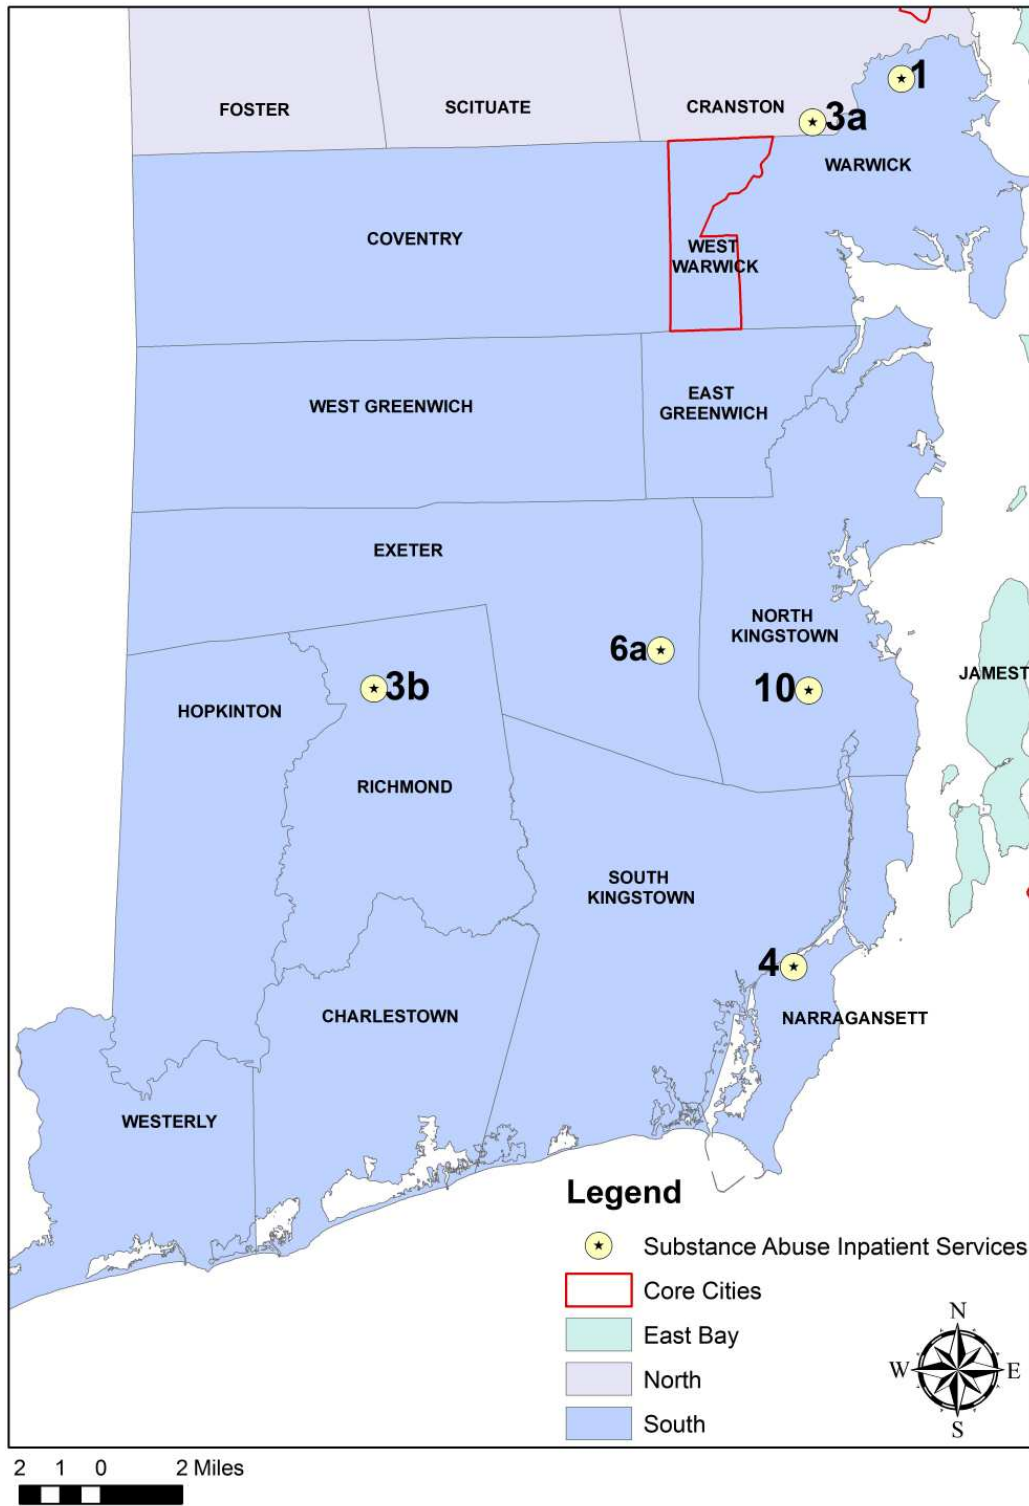 1
FOSTER
SCITUATE
CRANSTON
3a
WARWICK
COVENTRY
WEST
WARWICK
WEST GREENWICH
EAST
GREENWICH
EXETER
NORTH
KINGSTOWN
6a
JAMEST
3b
10
HOPKINTON
RICHMOND
SOUTH
KINGSTOWN
4
CHARLESTOWN
NARRAGANSETT
WESTERLY
Legend
Substance Abuse Inpatient Services
Core Cities
East Bay
North
South
N
W E
S
2 1 0 2 Miles